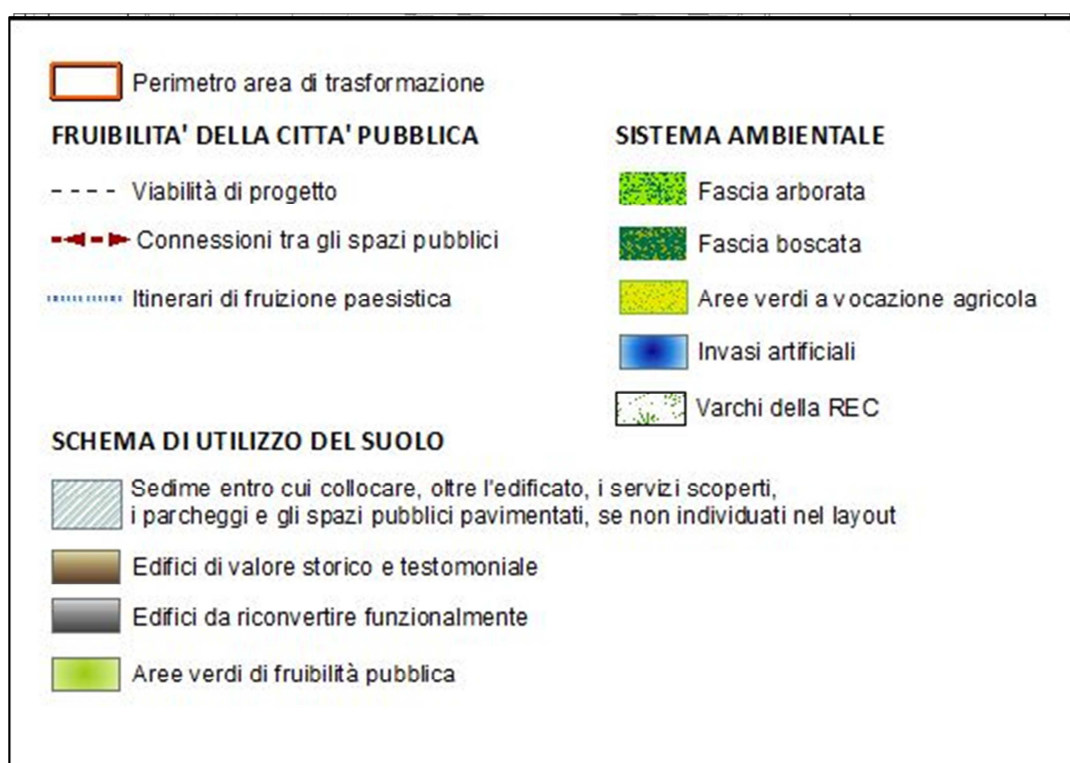 Perimetro area di trasformazione
FRUIBILITA' DELLA CITTA' PUBBLICA
Viabilità di progetto
Connessioni tra gli spazi pubblici
Itinerari di fruizione paesistica
SISTEMA AMBIENTALE
Fascia arborata
Fascia boscata
Aree verdi a vocazione agricola
Invasi artificiali
Varchi della REC
SCHEMA DI UTILIZZO DEL SUOLO
Sedime entro cui collocare, oltre l'edificato, i servizi scoperti,
i parcheggi e gli spazi pubblici pavimentati, se non individuati nel layout
Edifici di valore storico e testomoniale
Edifici da riconvertire funzionalmente
Aree verdi di fruibilità pubblica